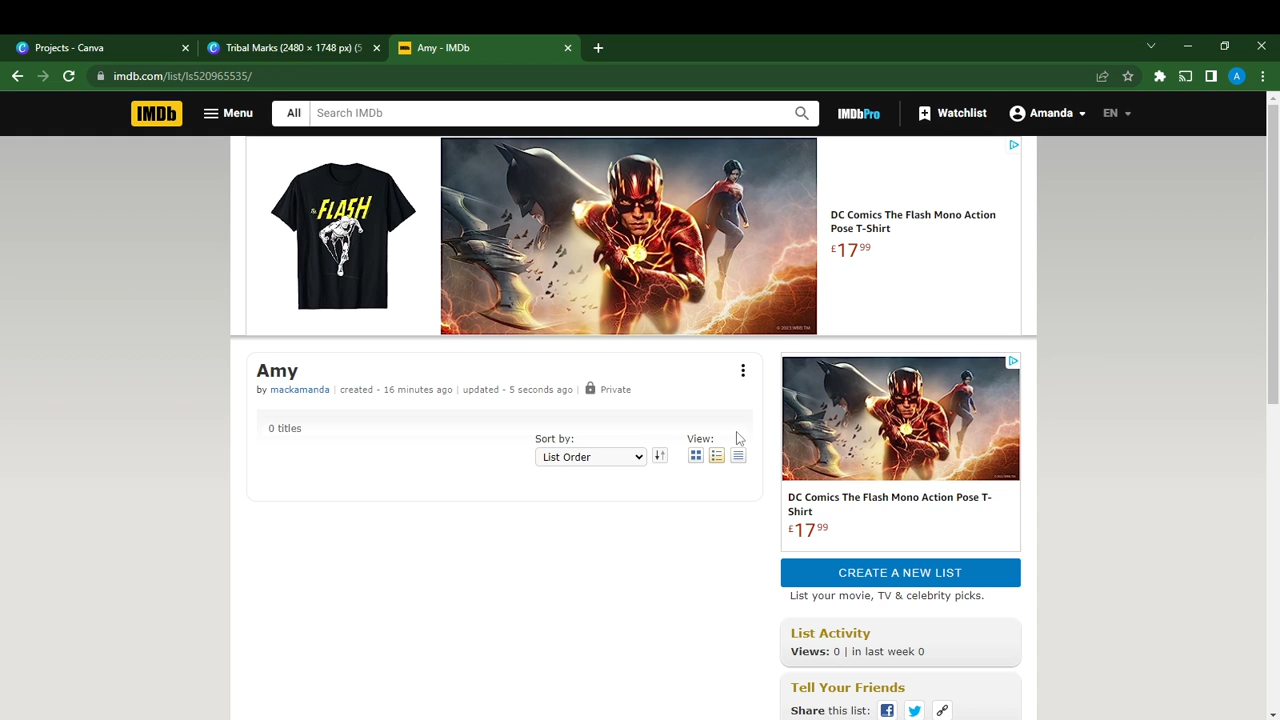 Projects - Canva
Tribal Marks (2480 × 1748 px) (5
Amy - IMDb
imdb.com/list/ls520965535/
A
IMDb
Menu
All
Search IMDb
IMDbPro
Watchlist
Amanda
EN
The FLASH
DC Comics The Flash Mono Action
Pose T-Shirt
£17 99
Amy
by mackamanda | created - 16 minutes ago | updated - 5 seconds ago | Private
0 titles
Sort by:
View:
List Order
DC Comics The Flash Mono Action Pose T-
Shirt
£17 99
CREATE A NEW LIST
List your movie, TV & celebrity picks.
List Activity
Views: 0 | in last week 0
Tell Your Friends
Share this list: